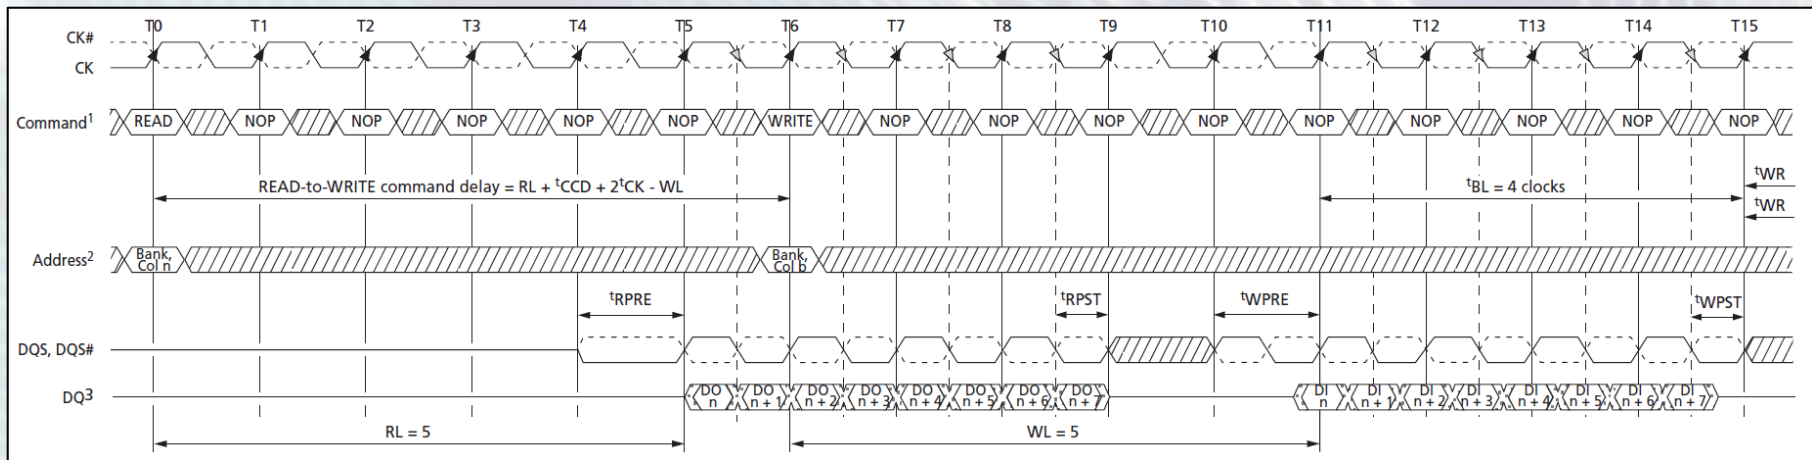 T0 T1 T2 T3 T4 T5 T6 T7 T8 T9 T10 T11 T12 T13 T14 T15
CK#
CK
Command1 READ NOP NOP NOP NOP NOP WRITE NOP NOP NOP NOP NOP NOP NOP NOP NOP
READ-to-WRITE command delay = RL + tCCD + 2tCK - WL
tBL = 4 clocks
tWR
tWR
Address2
Bank,
Col n
Bank,
Col b
tRPRE tRPST tWPRE tWPST
DQS, DQS#
DQ3
DO DO DO DO DO DO DO DO DI DI DI DI DI DI DI DI
n n + 1 n + 2 n + 3 n + 4 n + 5 n + 6 n + 7 n n + 1 n + 2 n + 3 n + 4 n + 5 n + 6 n + 7
RL = 5 WL = 5